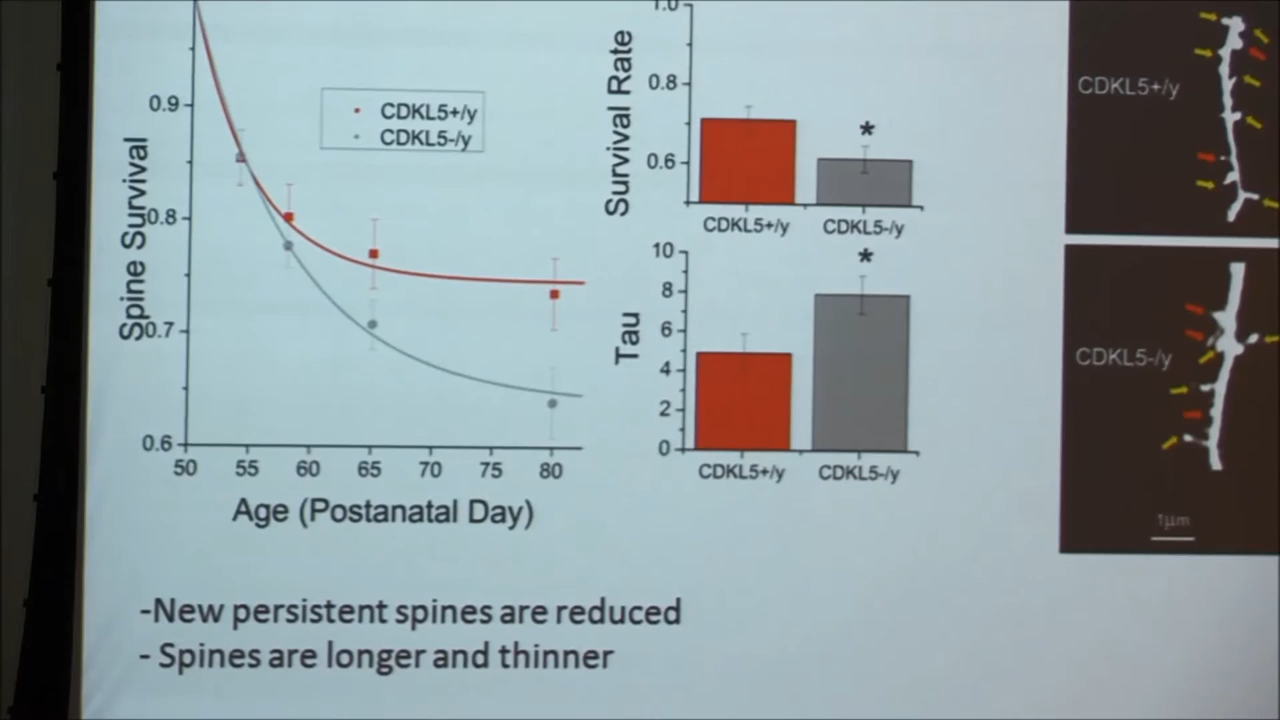 0.9
0.8
0.7
0.6
50 55 60 65 70 75 80
Spine Survival
Age (Postanatal Day)
CDKL5+/y
CDKL5-/y
1.0
0.8
0.6
Survival Rate
*
CDKL5+/y CDKL5-/y
10
8
6
4
2
0
Tau
*
CDKL5+/y CDKL5-/y
CDKL5+/y
CDKL5-/y
1μm
-New persistent spines are reduced
- Spines are longer and thinner